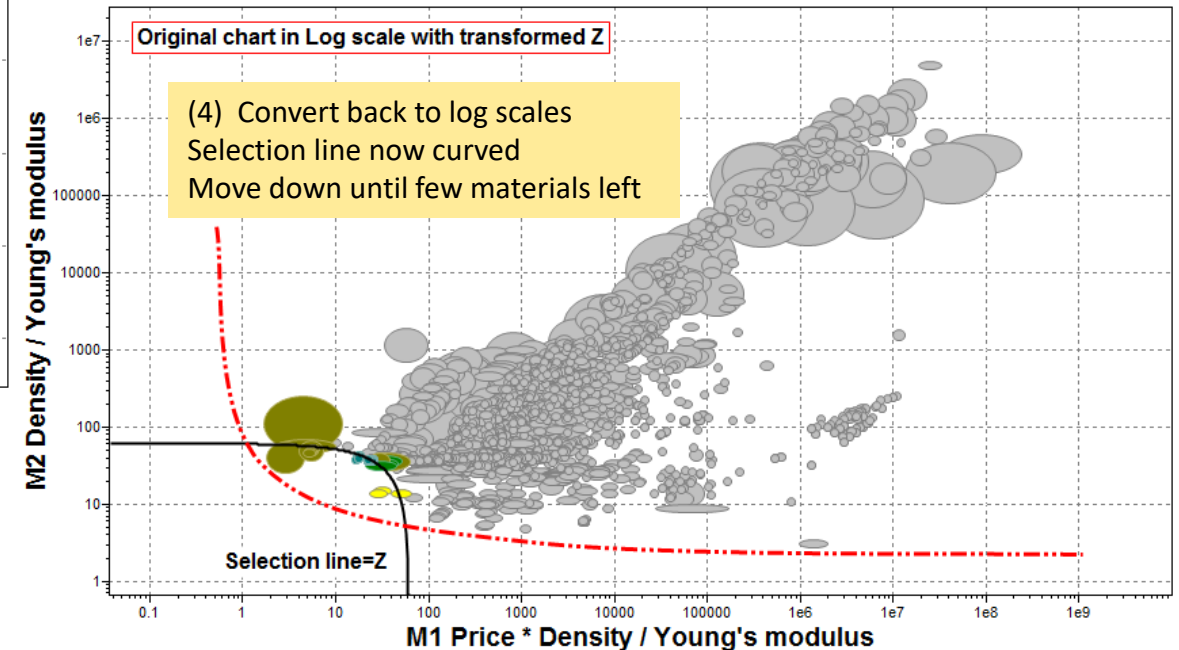 Original chart in Log scale with transformed Z
(4) Convert back to log scales
Selection line now curved
Move down until few materials left
M2 Density / Young's modulus
1e7
1e6
100000
10000
1000
100
10
1
Selection line=Z
0.1
1
10
100
1000
10000
100000
1e6
1e7
1e8
1e9
M1 Price * Density / Young's modulus